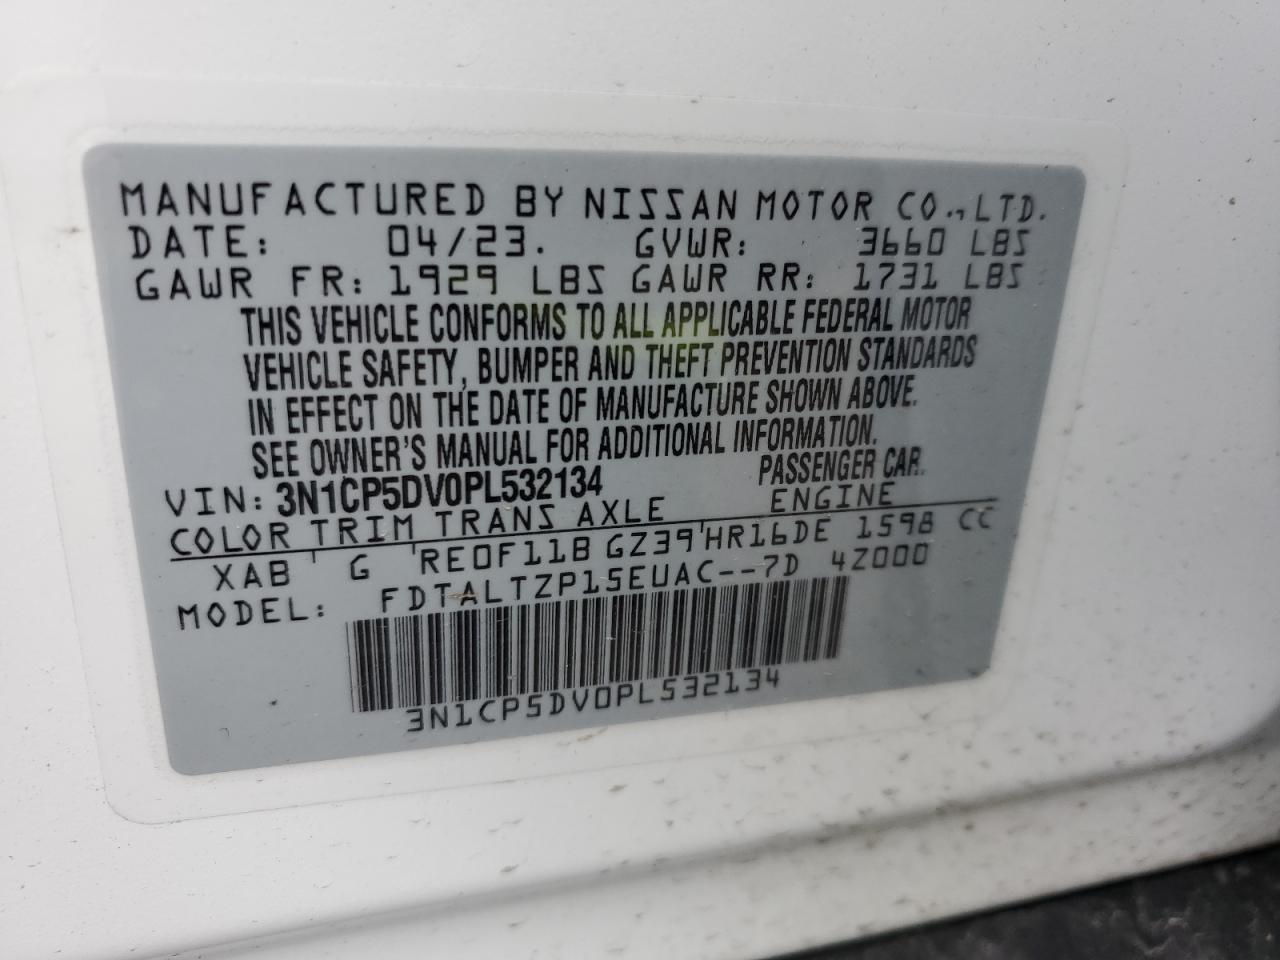 MANUFACTURED BY NISSAN MOTOR CO., LTD.
DATE: 04/23. GVWR: 3660 LBS
GAWR FR: 1929 LBS GAWR RR: 1731 LBS
THIS VEHICLE CONFORMS TO ALL APPLICABLE FEDERAL MOTOR
VEHICLE SAFETY, BUMPER AND THEFT PREVENTION STANDARDS
IN EFFECT ON THE DATE OF MANUFACTURE SHOWN ABOVE.
SEE OWNER'S MANUAL FOR ADDITIONAL INFORMATION.
VIN: 3N1CP5DV0PL532134 PASSENGER CAR.
COLOR TRIM TRANS AXLE ENGINE
XAB G RE0F11B GZ39 HR16DE 1598 CC
MODEL: FDTALTZP15EUAC--7D 4Z000
3N1CP5DV0PL532134